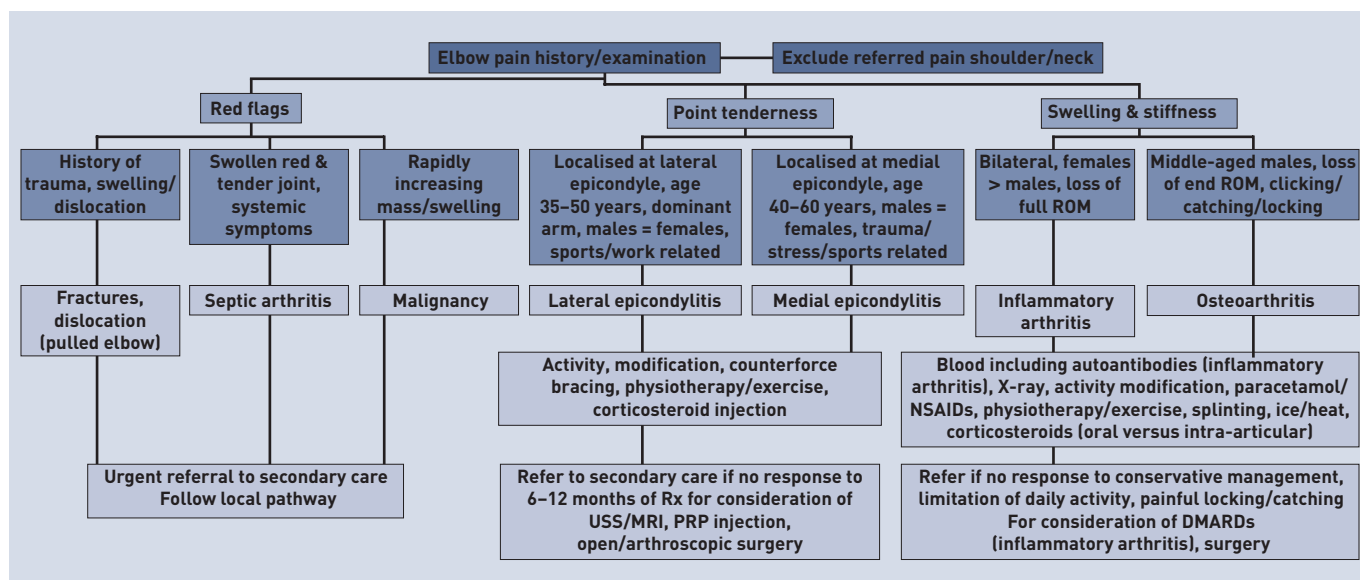 Elbow pain history/examination
Exclude referred pain shoulder/neck
Red flags
Point tenderness
Swelling & stiffness
History of
trauma, swelling/
dislocation
Swollen red &
tender joint,
systemic
symptoms
Rapidly
increasing
mass/swelling
Localised at lateral
epicondyle, age
35–50 years, dominant
arm, males = females,
sports/work related
Localised at medial
epicondyle, age
40–60 years, males =
females, trauma/
stress/sports related
Bilateral, females
> males, loss of
full ROM
Middle-aged males, loss
of end ROM, clicking/
catching/locking
Fractures,
dislocation
(pulled elbow)
Septic arthritis
Malignancy
Lateral epicondylitis
Medial epicondylitis
Inflammatory
arthritis
Osteoarthritis
Activity, modification, counterforce
bracing, physiotherapy/exercise,
corticosteroid injection
Blood including autoantibodies (inflammatory
arthritis), X-ray, activity modification, paracetamol/
NSAIDs, physiotherapy/exercise, splinting, ice/heat,
corticosteroids (oral versus intra-articular)
Urgent referral to secondary care
Follow local pathway
Refer to secondary care if no response to
6–12 months of Rx for consideration of
USS/MRI, PRP injection,
open/arthroscopic surgery
Refer if no response to conservative management,
limitation of daily activity, painful locking/catching
For consideration of DMARDs
(inflammatory arthritis), surgery